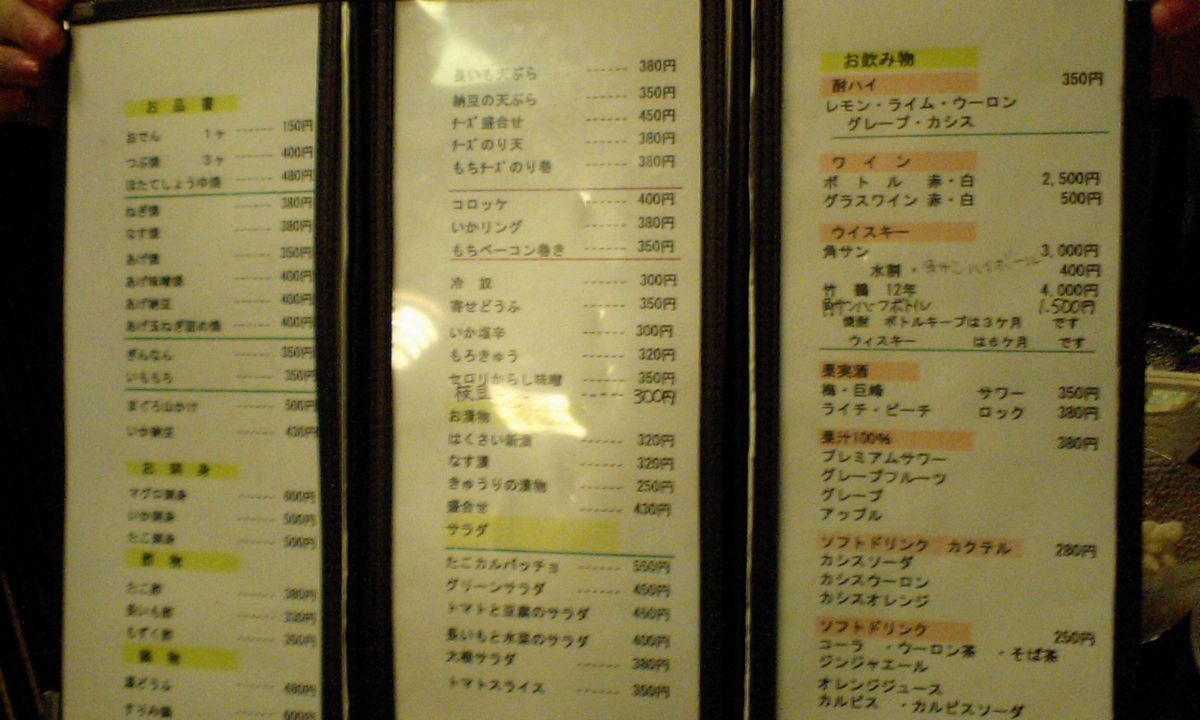 お品書
おでん 1ヶ ------ 150円
つぶ焼 3ヶ ------ 400円
ほたてしょうゆ焼 ------ 480円
ねぎ焼 ------ 380円
なす焼 ------ 380円
あげ焼 ------ 350円
あげ味噌焼 ------ 400円
あげ納豆 ------ 400円
あげ玉ねぎ詰め焼 ------ 400円
ぎんなん ------ 350円
いももち ------ 350円
まぐろ山かけ ------ 500円
いか納豆 ------ 430円
お刺身
マグロ刺身 ------ 600円
いか刺身 ------ 500円
たこ刺身 ------ 500円
酢物
たこ酢 ------ 380円
長いも酢 ------ 330円
もずく酢 ------ 350円
鍋物
湯どうふ ------ 480円
------ 600円
長いも天ぷら ------ 380円
納豆の天ぷら ------ 350円
ﾁｰｽﾞ盛合せ ------ 450円
ﾁｰｽﾞのり天 ------ 380円
もちﾁｰｽﾞのり巻 ------ 380円
コロッケ ------ 400円
いかリング ------ 380円
もちベーコン巻き ------ 350円
冷奴 ------ 300円
寄せどうふ ------ 350円
いか塩辛 ------ 300円
もろきゅう ------ 320円
セロリからし味噌 ------ 350円
枝豆 300円
お漬物
はくさい新漬 ------ 320円
なす漬 ------ 320円
きゅうりの漬物 ------ 250円
盛合せ ------ 430円
サラダ
たこカルパッチョ ------ 550円
グリーンサラダ ------ 450円
トマトと豆腐のサラダ ------ 450円
長いもと水菜のサラダ ------ 400円
大根サラダ ------ 380円
トマトスライス ------ 350円
お飲み物
酎ハイ 350円
レモン・ライム・ウーロン
グレープ・カシス
ワイン
ボトル 赤・白 2,500円
グラスワイン 赤・白 500円
ウイスキー
角サン 3,000円
水割・角サンハイボール 400円
竹鶴 12年 4,000円
角サンハーフボトル 1,500円
焼酎 ボトルキープは3ケ月 です
ウィスキー は6ケ月 です
果実酒
梅・巨峰 サワー 350円
ライチ・ピーチ ロック 380円
果汁100% 380円
プレミアムサワー
グレープフルーツ
グレープ
アップル
ソフトドリンク カクテル 280円
カシスソーダ
カシスウーロン
カシスオレンジ
ソフトドリンク 250円
コーラ ・ウーロン茶 ・そば茶
ジンジャエール
オレンジジュース
カルピス ・カルピスソーダ